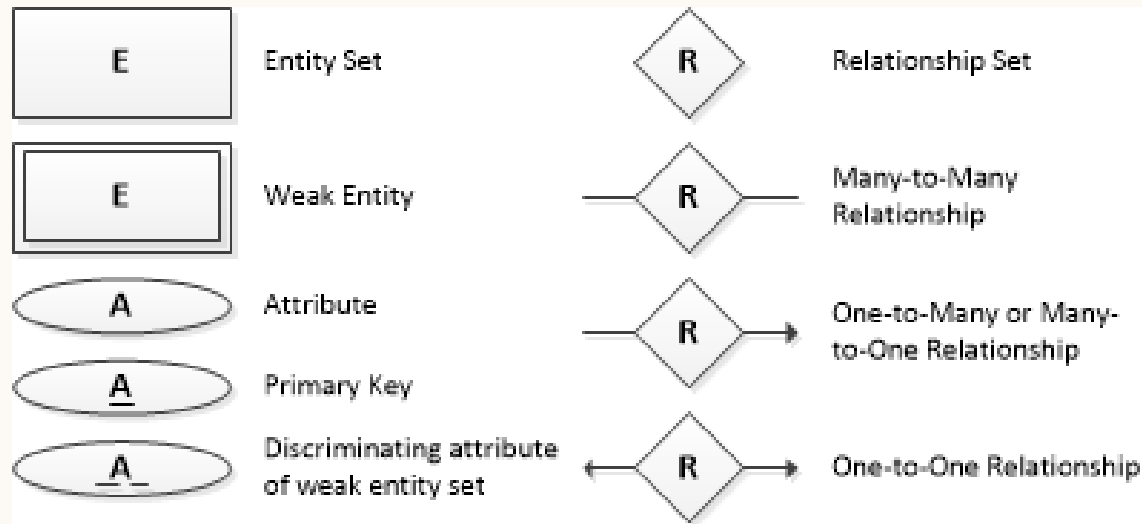 E
Entity Set
R
Relationship Set
E
Weak Entity
R
Many-to-Many
Relationship
A
Attribute
R
One-to-Many or Many-
to-One Relationship
A
Primary Key
A
Discriminating attribute
of weak entity set
R
One-to-One Relationship